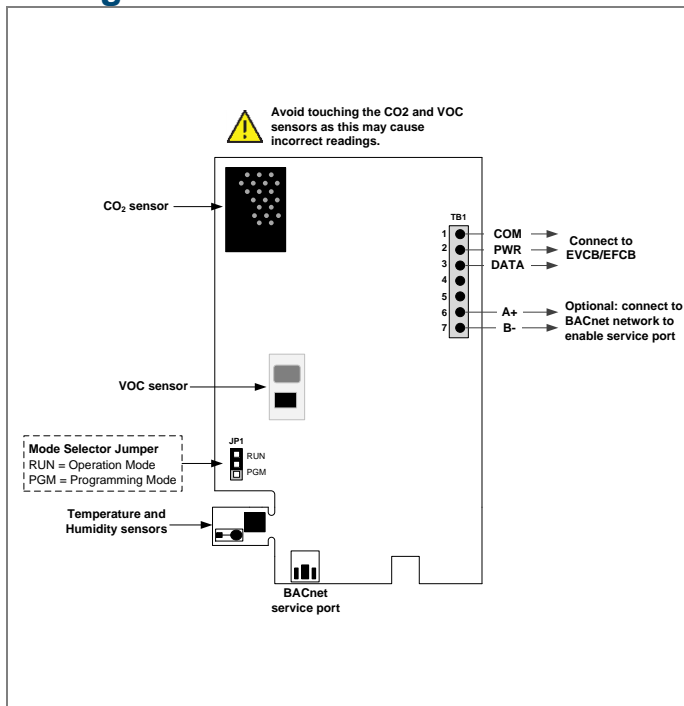 Avoid touching the CO2 and VOC
sensors as this may cause
incorrect readings.
CO₂ sensor
TB1
1
COM
2
PWR
3
DATA
4
5
6
A+
7
B-
Connect to
EVCB/EFCB
Optional: connect to
BACnet network to
enable service port
VOC sensor
JP1
RUN
PGM
Mode Selector Jumper
RUN = Operation Mode
PGM = Programming Mode
Temperature and
Humidity sensors
BACnet
service port